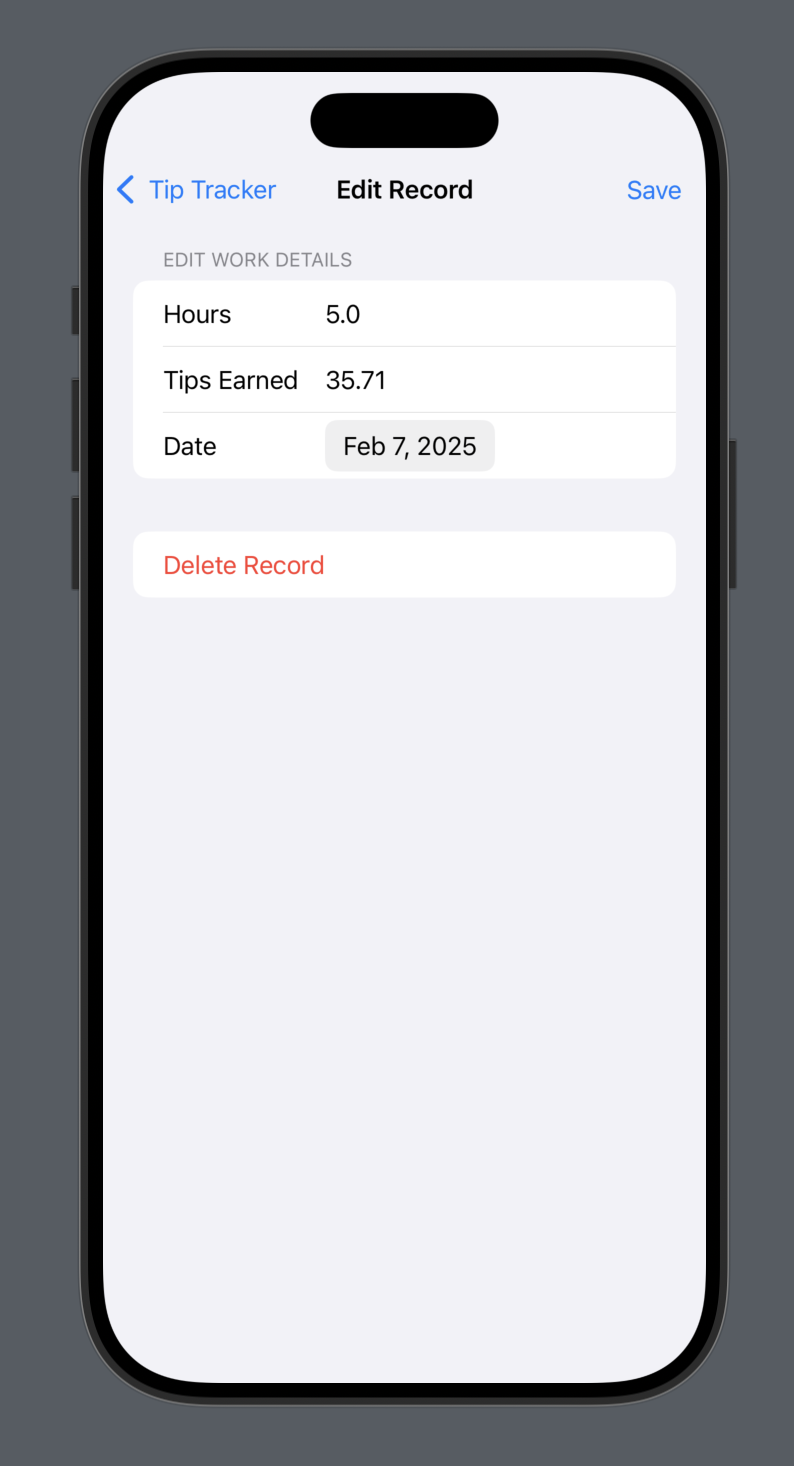 Tip Tracker Edit Record Save
EDIT WORK DETAILS
Hours 5.0
Tips Earned 35.71
Date Feb 7, 2025
Delete Record